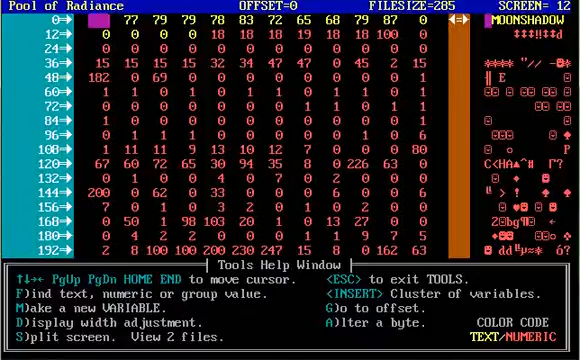 Pool of Radiance OFFSET=0 FILESIZE=285 SCREEN= 12
0→ 77 79 79 78 83 72 65 68 79 87 0 ↔ MOONSHADOW
12→ 0 0 0 0 18 18 18 19 18 18 100 0 ↕↕↕‼↕↕d
24→ 0 0 0 0 0 0 0 0 0 0 0 0
36→ 15 15 15 15 32 34 47 47 0 45 2 15
48→ 182 0 69 0 0 0 0 0 0 0 0 1
60→ 1 1 0 1 0 1 1 0 1 1 1 0
72→ 0 0 0 0 0 0 0 1 1 0 1 1
84→ 1 0 0 0 0 0 0 0 0 0 0 1
96→ 0 1 1 1 0 0 0 0 0 1 0 6
108→ 1 11 11 9 13 10 12 7 0 0 0 80
120→ 67 60 72 65 30 94 35 8 0 226 63 0
132→ 0 1 0 0 4 0 7 0 2 0 0 0
144→ 200 0 62 0 33 0 0 0 6 0 0 6
156→ 7 0 1 0 3 2 0 1 0 2 0 0
168→ 0 50 1 98 103 20 1 0 13 27 0 0
180→ 0 4 2 2 0 0 0 1 1 9 7 5
192→ 2 8 100 100 200 230 247 15 8 0 162 63
Tools Help Window
↑↓→← PgUp PgDn HOME END to move cursor. <ESC> to exit TOOLS.
F)ind text, numeric or group value. <INSERT> Cluster of variables.
M)ake a new VARIABLE. G)o to offset.
D)isplay width adjustment. A)lter a byte. COLOR CODE
S)plit screen. View 2 files. TEXT/NUMERIC